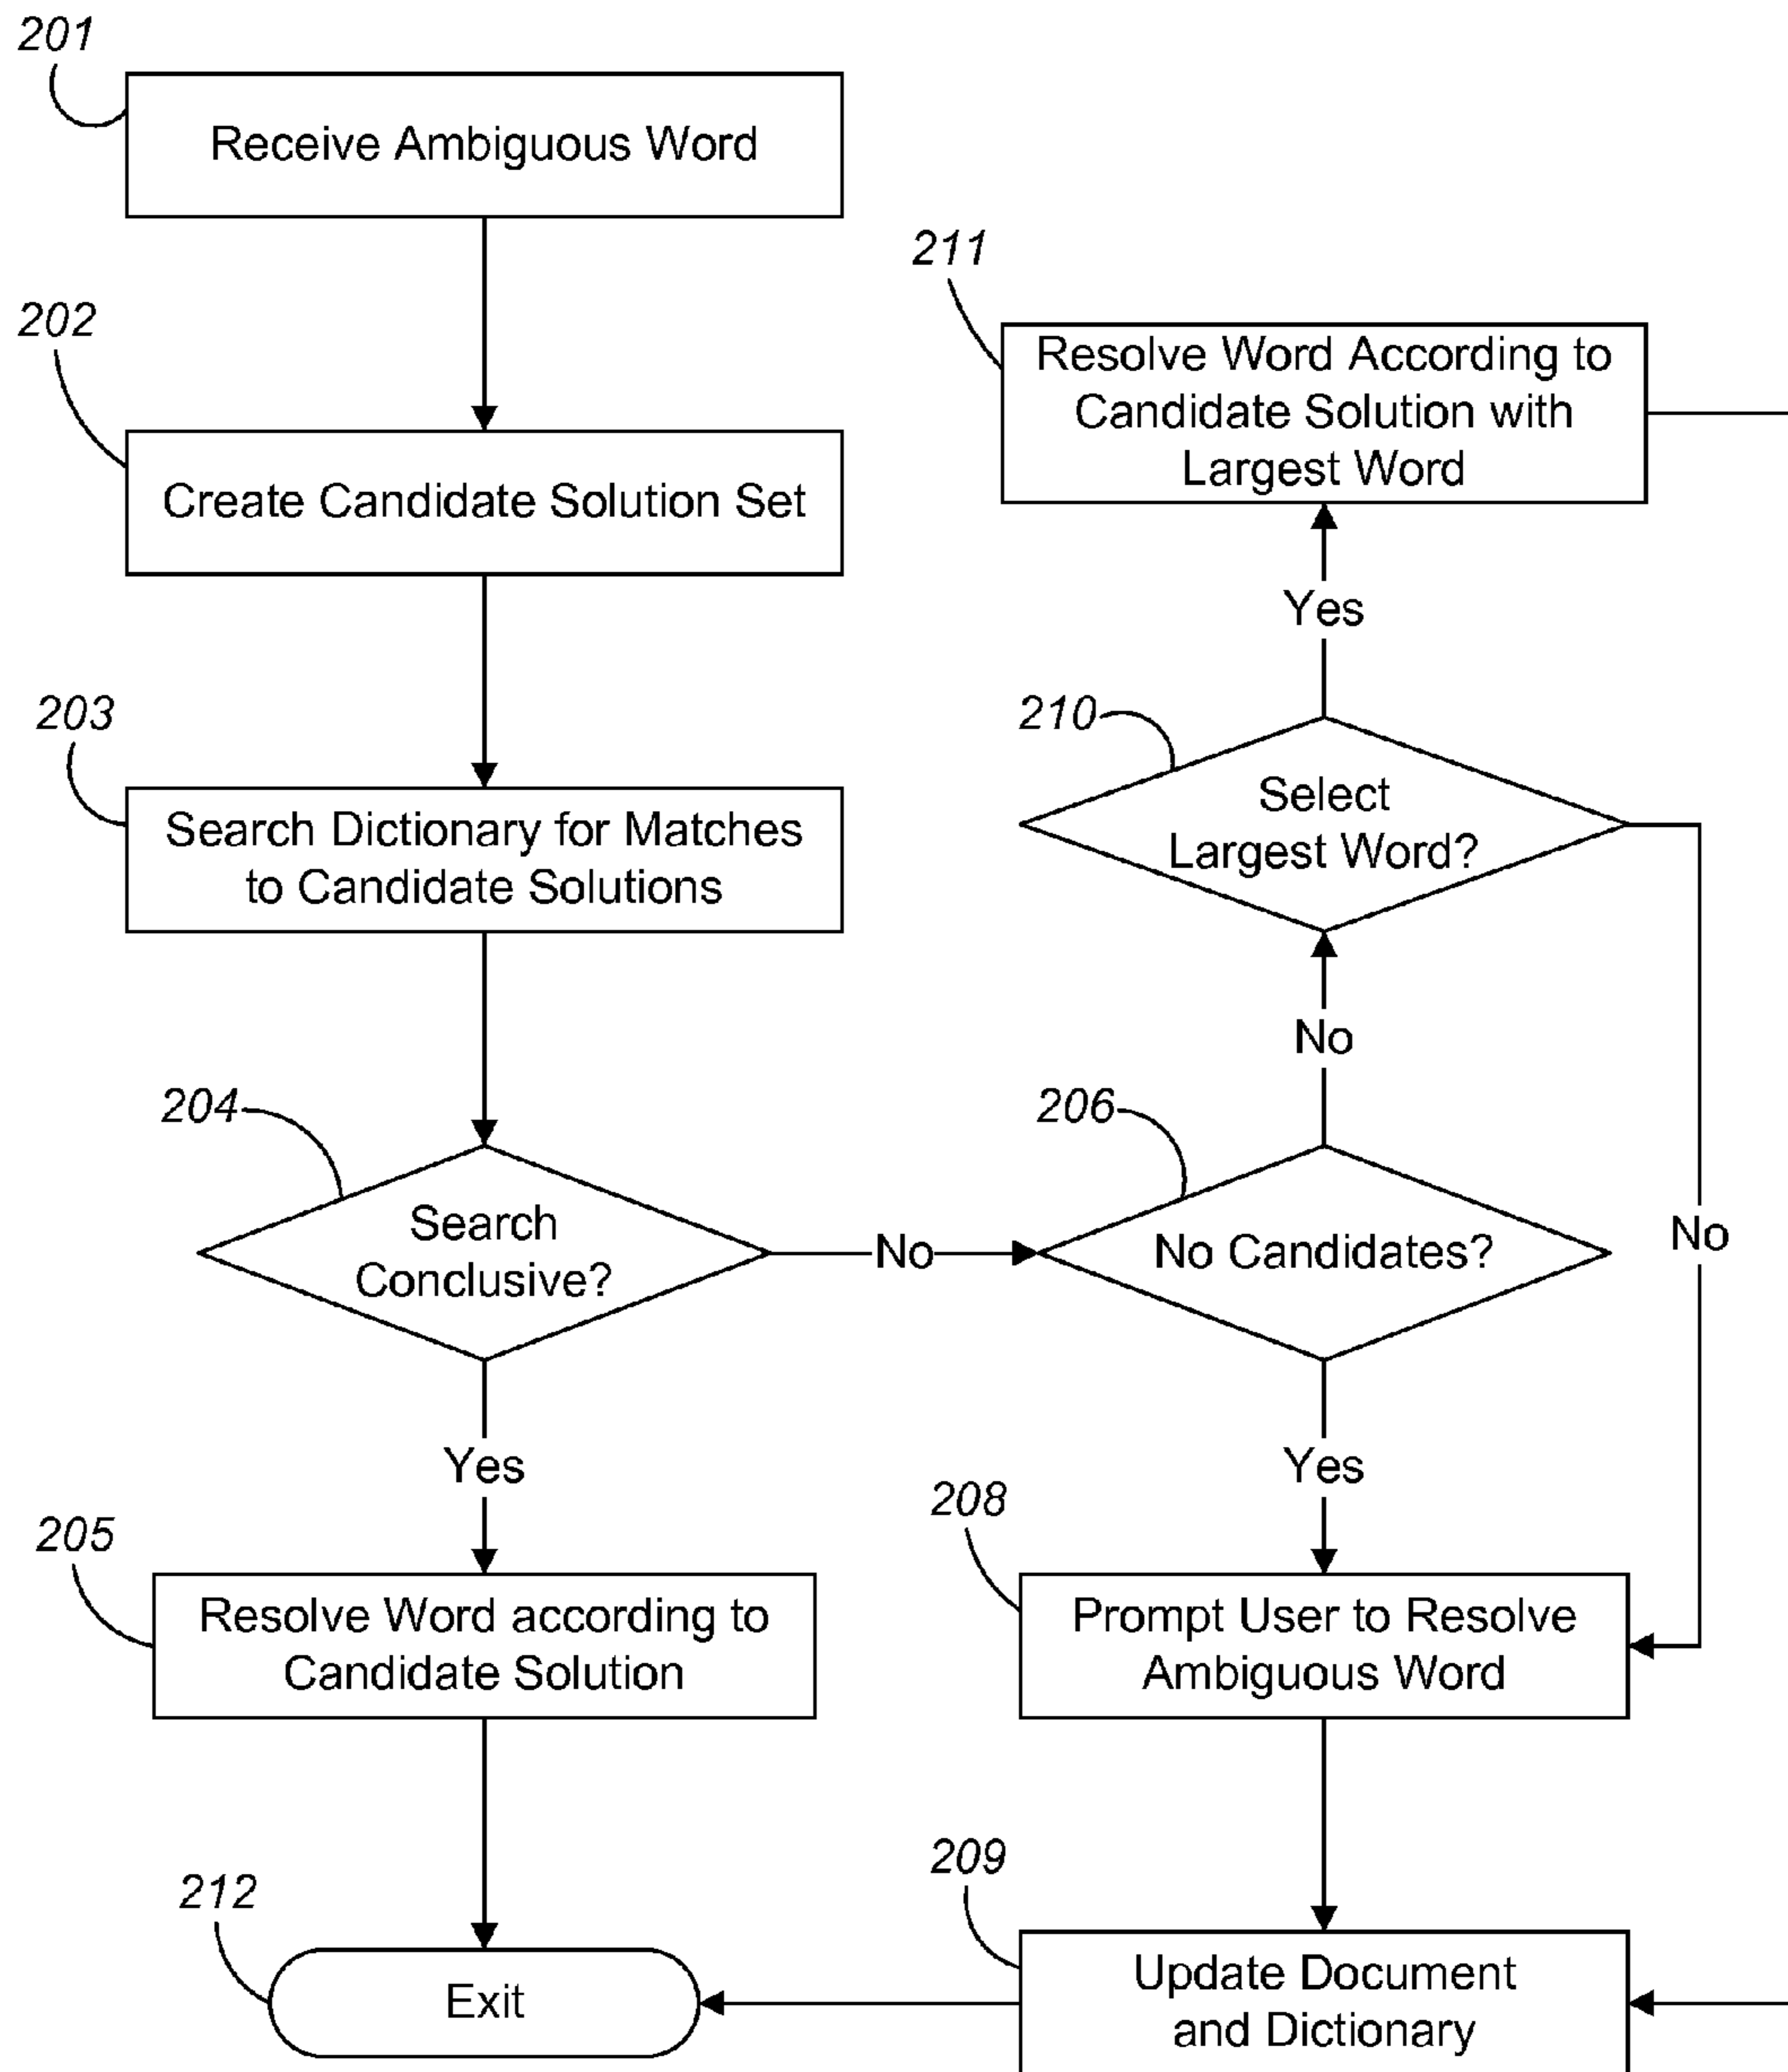 201
Receive Ambiguous Word
202
Create Candidate Solution Set
203
Search Dictionary for Matches
to Candidate Solutions
204
Search
Conclusive?
No
Yes
205
Resolve Word according to
Candidate Solution
212
Exit
211
Resolve Word According to
Candidate Solution with
Largest Word
Yes
210
Select
Largest Word?
No
No
206
No Candidates?
Yes
208
Prompt User to Resolve
Ambiguous Word
209
Update Document
and Dictionary